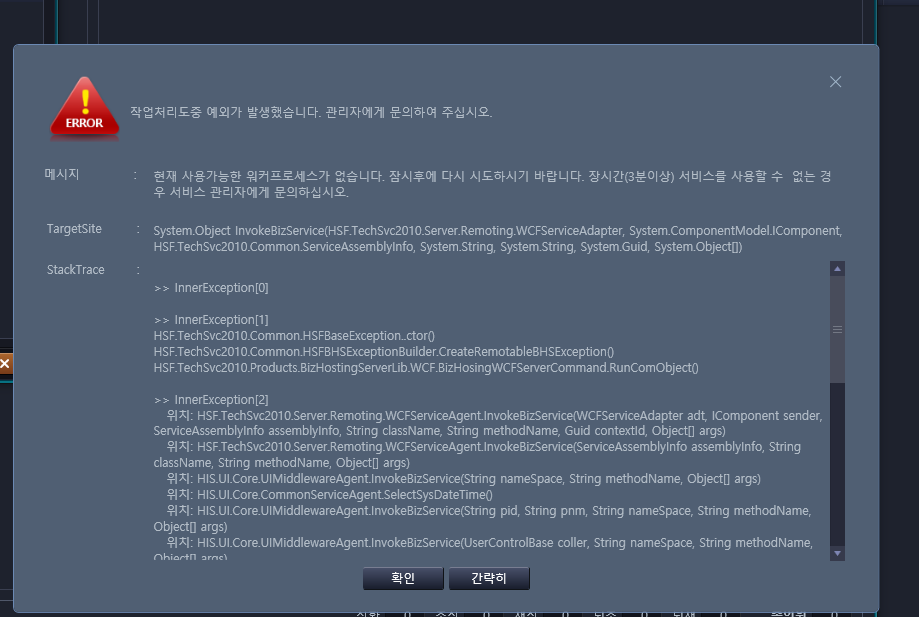 ERROR
작업처리도중 예외가 발생했습니다. 관리자에게 문의하여 주십시오.
메시지 : 현재 사용가능한 워커프로세스가 없습니다. 잠시후에 다시 시도하시기 바랍니다. 장시간(3분이상) 서비스를 사용할 수 없는 경
우 서비스 관리자에게 문의하십시오.
TargetSite : System.Object InvokeBizService(HSF.TechSvc2010.Server.Remoting.WCFServiceAdapter, System.ComponentModel.IComponent,
HSF.TechSvc2010.Common.ServiceAssemblyInfo, System.String, System.String, System.Guid, System.Object[])
StackTrace :
>> InnerException[0]
>> InnerException[1]
HSF.TechSvc2010.Common.HSFBaseException..ctor()
HSF.TechSvc2010.Common.HSFBHSExceptionBuilder.CreateRemotableBHSException()
HSF.TechSvc2010.Products.BizHostingServerLib.WCF.BizHosingWCFServerCommand.RunComObject()
>> InnerException[2]
위치: HSF.TechSvc2010.Server.Remoting.WCFServiceAgent.InvokeBizService(WCFServiceAdapter adt, IComponent sender,
ServiceAssemblyInfo assemblyInfo, String className, String methodName, Guid contextId, Object[] args)
위치: HSF.TechSvc2010.Server.Remoting.WCFServiceAgent.InvokeBizService(ServiceAssemblyInfo assemblyInfo, String
className, String methodName, Object[] args)
위치: HIS.UI.Core.UIMiddlewareAgent.InvokeBizService(String nameSpace, String methodName, Object[] args)
위치: HIS.UI.Core.CommonServiceAgent.SelectSysDateTime()
위치: HIS.UI.Core.UIMiddlewareAgent.InvokeBizService(String pid, String pnm, String nameSpace, String methodName,
Object[] args)
위치: HIS.UI.Core.UIMiddlewareAgent.InvokeBizService(UserControlBase coller, String nameSpace, String methodName,
Object[] args)
확인 간략히